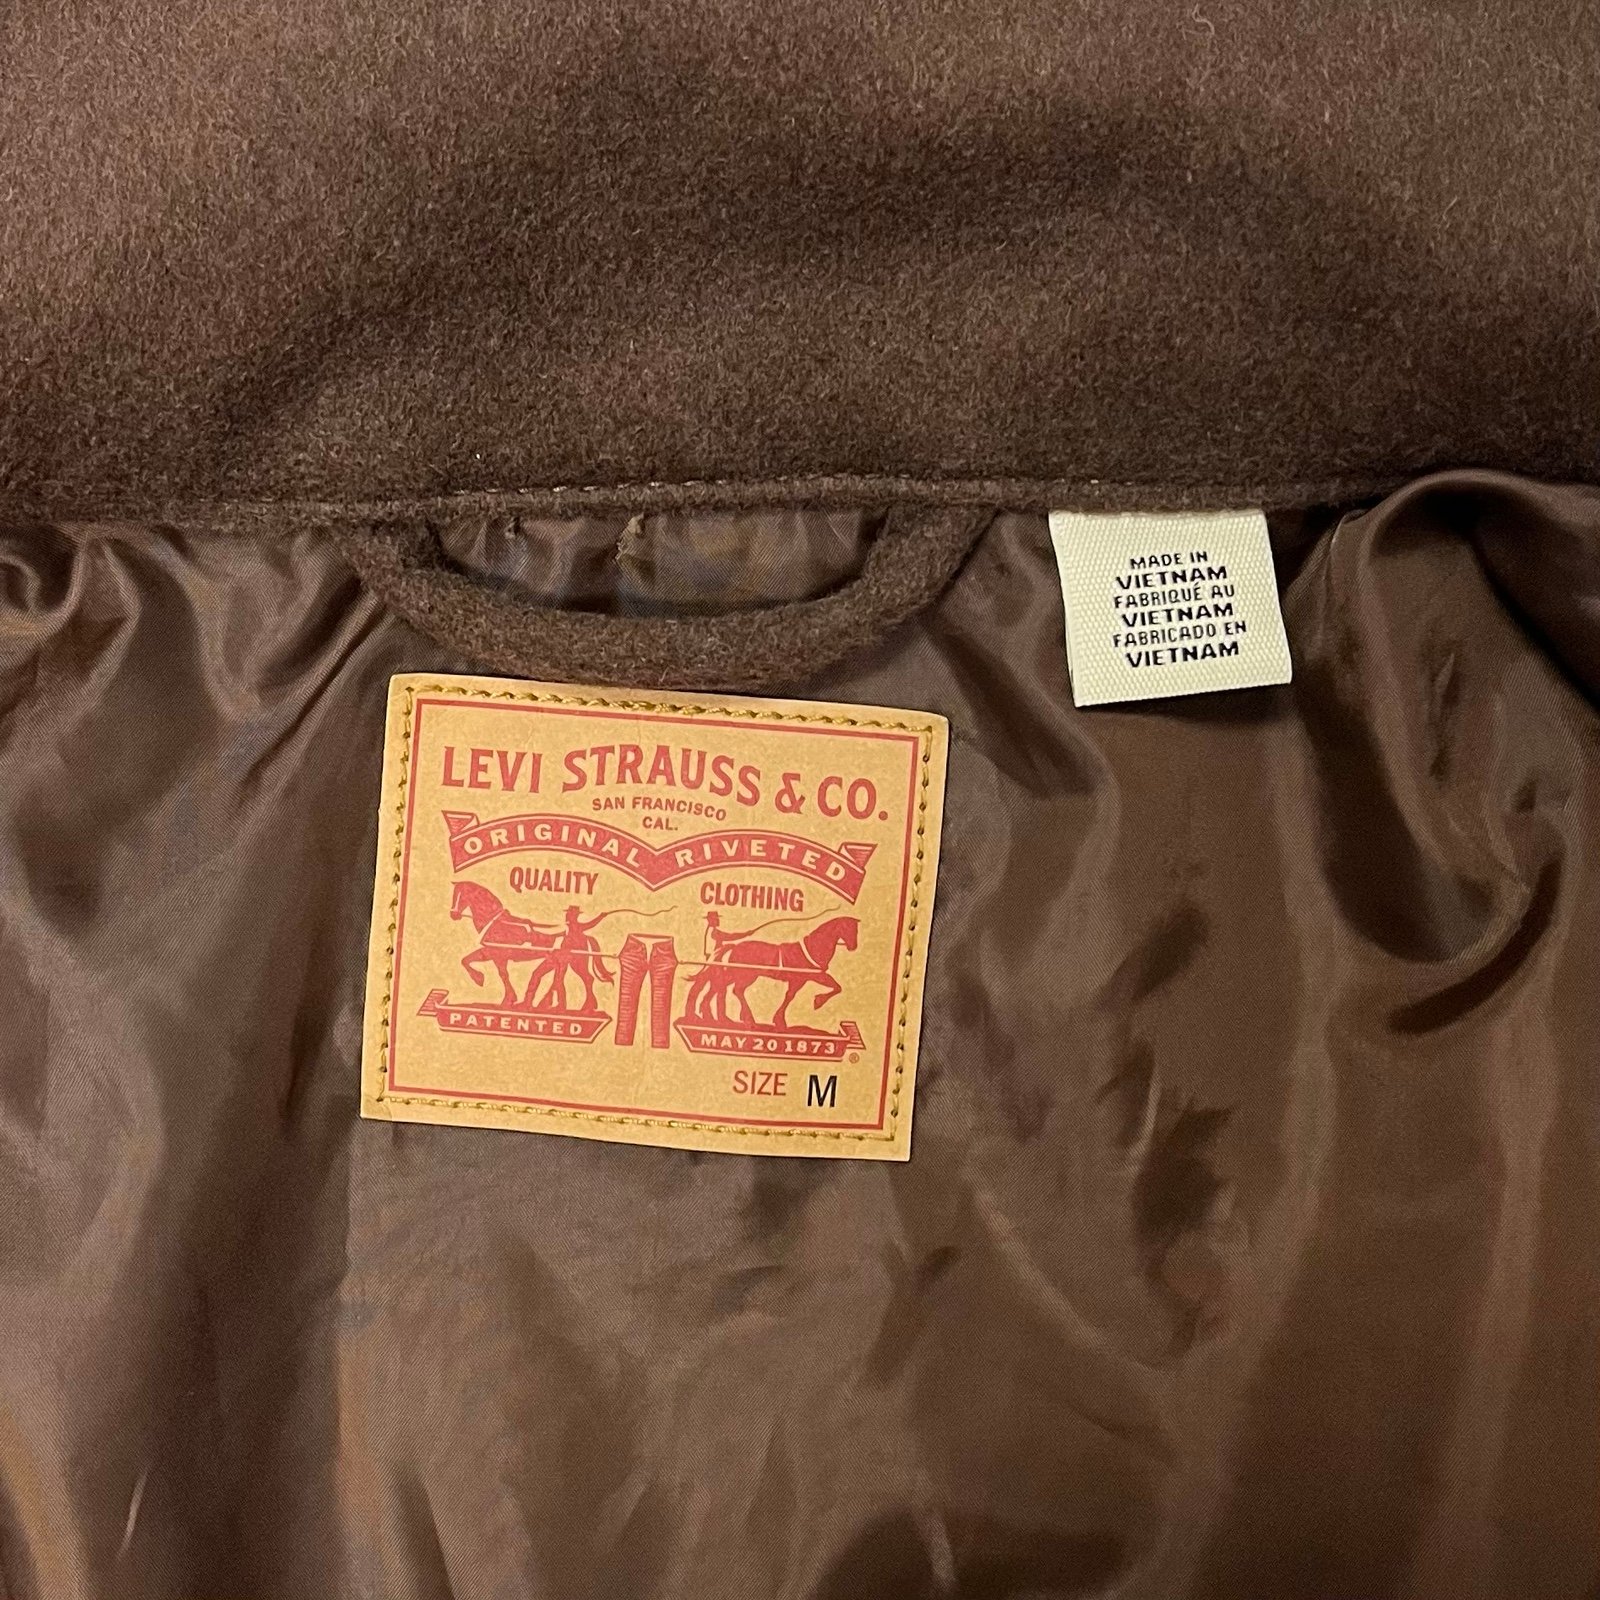 MADE IN
VIETNAM
FABRIQUÉ AU
VIETNAM
FABRICADO EN
VIETNAM
LEVI STRAUSS & CO.
SAN FRANCISCO
CAL.
ORIGINAL RIVETED
QUALITY CLOTHING
PATENTED MAY 20 1873 ®
SIZE M